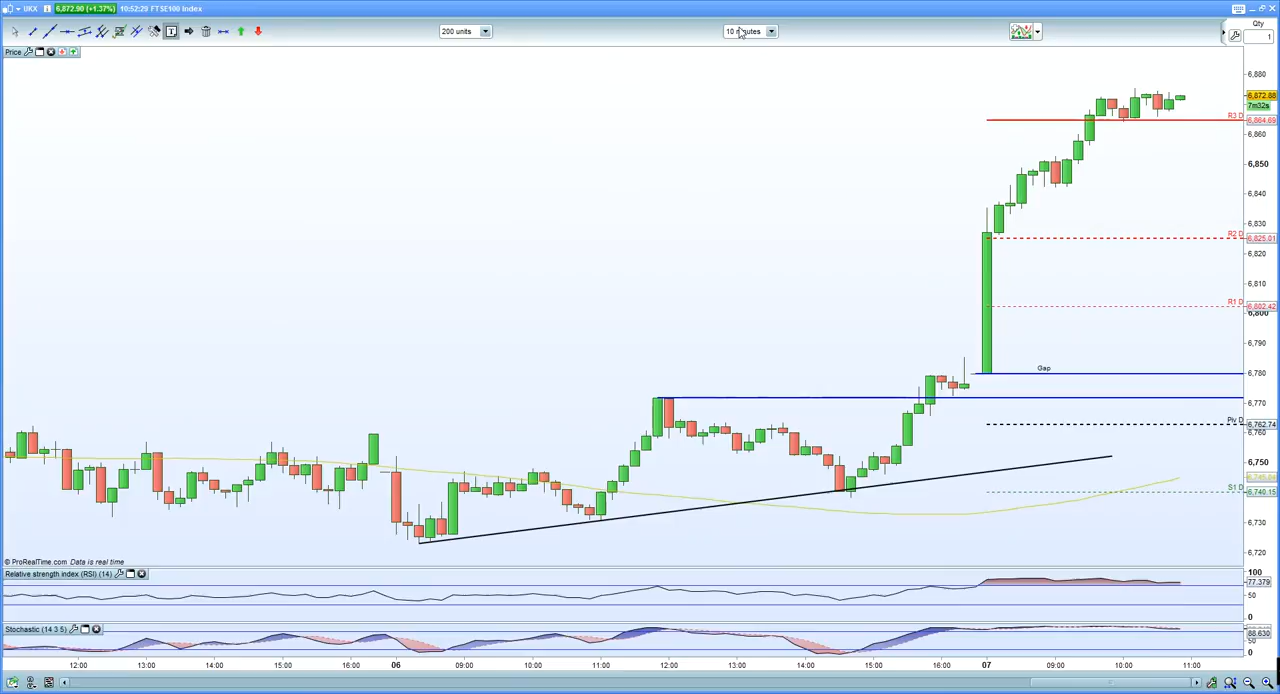 UKX 6,872.90 (+1.37%) 10:52:29 FTSE100 Index
200 units
10 minutes
Qty
1
Price
6,880
6,872.88
7m32s
R3 D 6,864.69
6,860
6,850
6,840
6,830
R2 D 6,825.01
6,820
6,810
R1 D 6,802.42
6,800
6,790
6,780
Gap
6,770
Piv D 6,762.74
6,760
6,750
S1 D 6,740.15
6,730
6,720
© ProRealTime.com Data is real time
Relative strength index (RSI) (14)
100
77.379
50
0
Stochastic (14 3 5)
88.630
50
0
12:00 13:00 14:00 15:00 16:00 06 09:00 10:00 11:00 12:00 13:00 14:00 15:00 16:00 07 09:00 10:00 11:00